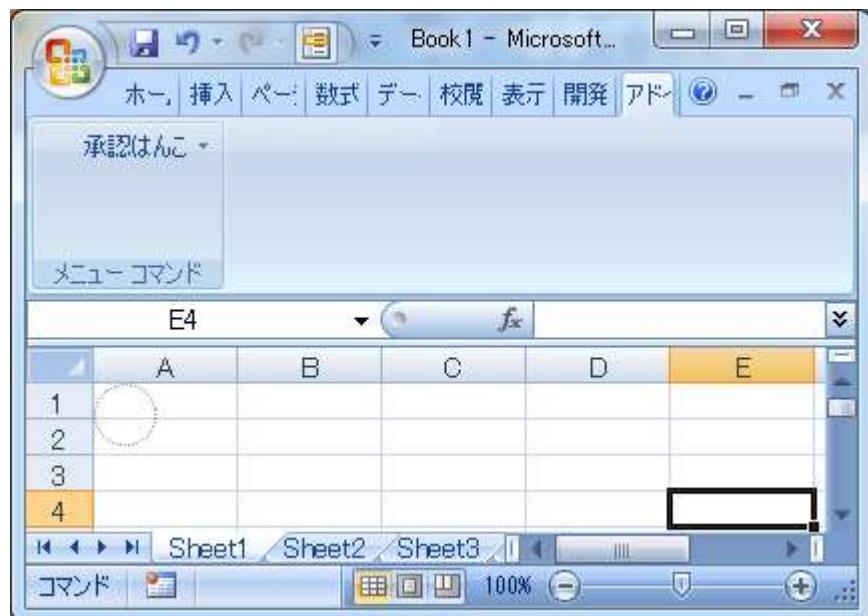 Book1 - Microsoft...
ホー 挿入 ペー 数式 デー 校閲 表示 開発 アド
承認はんこ
メニュー コマンド
E4 fx
A B C D E
1
2
3
4
Sheet1 Sheet2 Sheet3
コマンド 100%